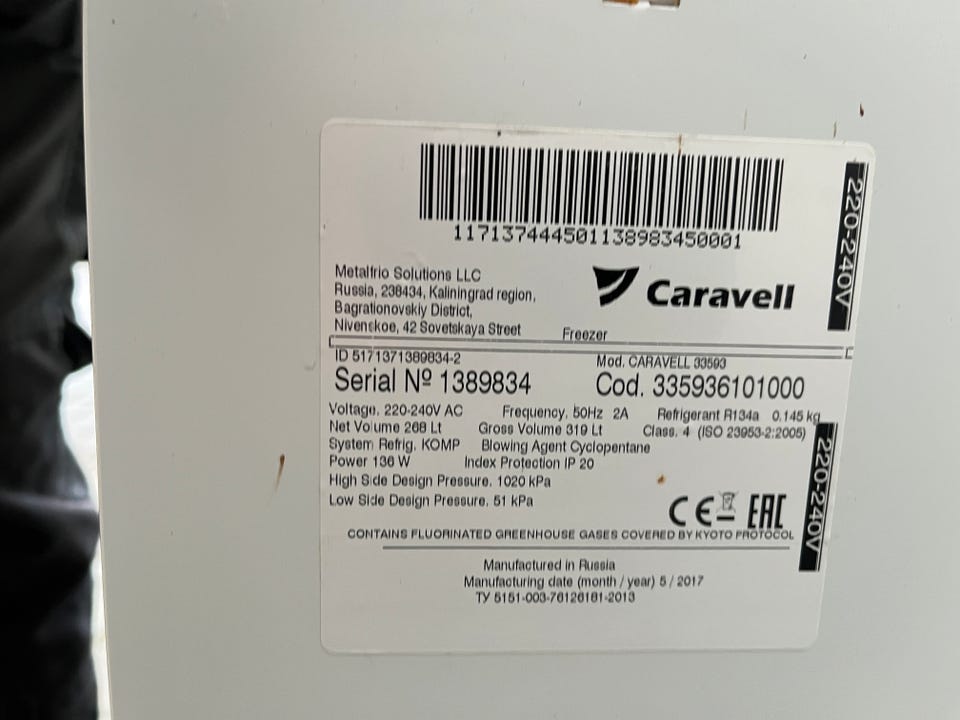 117137444501138983450001
220-240V
Metalfrio Solutions LLC
Russia, 238434, Kaliningrad region,
Bagrationovskiy District,
Nivenskoe, 42 Sovetskaya Street
Caravell
Freezer
ID 5171371389834-2
Mod. CARAVELL 33593
Serial Nº 1389834
Cod. 335936101000
Voltage. 220-240V AC Frequency. 50Hz 2A Refrigerant R134a 0.145 kg
Net Volume 268 Lt Gross Volume 319 Lt Class. 4 (ISO 23953-2:2005)
System Refrig. KOMP Blowing Agent Cyclopentane
Power 136 W Index Protection IP 20
High Side Design Pressure. 1020 kPa
Low Side Design Pressure. 51 kPa
CE EAC
220-240V
CONTAINS FLUORINATED GREENHOUSE GASES COVERED BY KYOTO PROTOCOL
Manufactured in Russia
Manufacturing date (month / year) 5 / 2017
ТУ 5151-003-76126181-2013